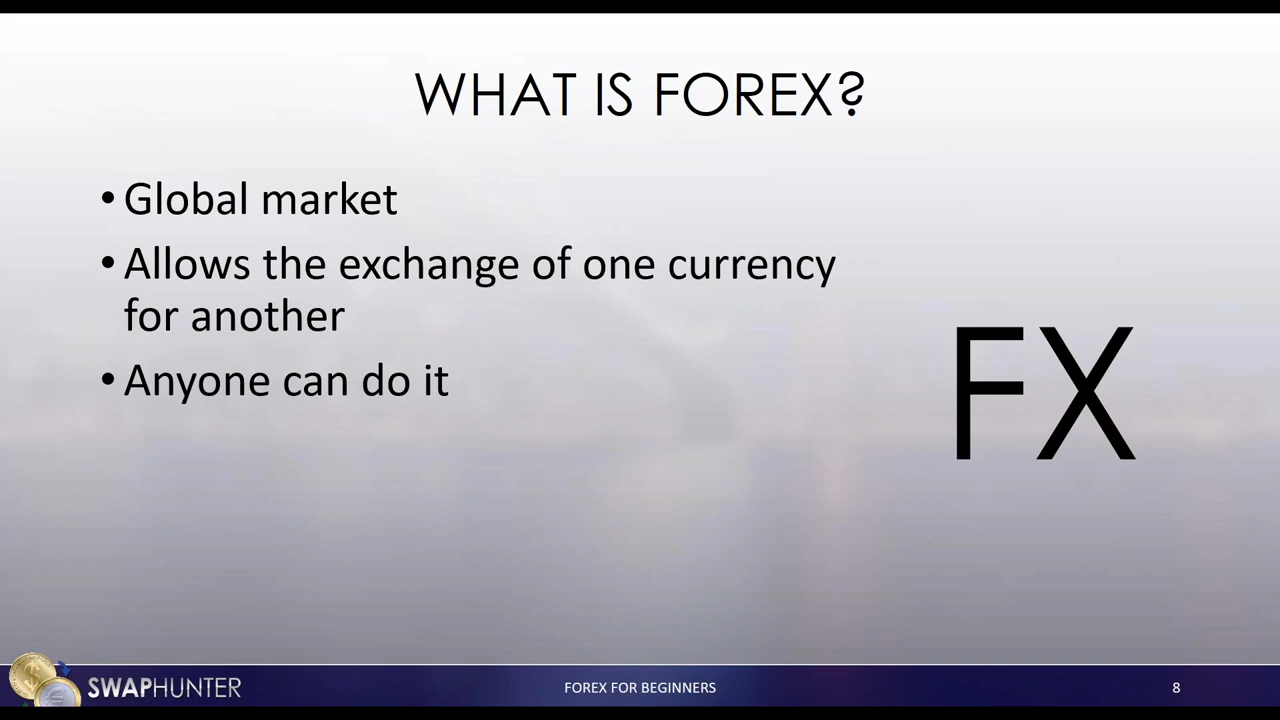 WHAT IS FOREX?
• Global market
• Allows the exchange of one currency
for another
• Anyone can do it
FX
SWAPHUNTER
FOREX FOR BEGINNERS
8